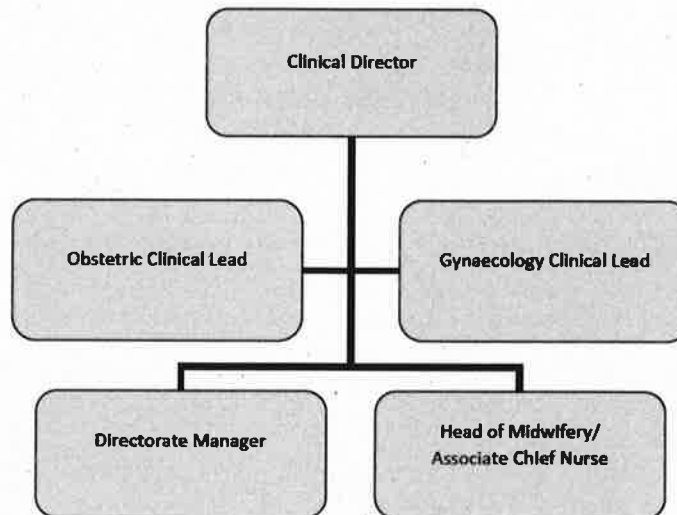 Clinical Director
Obstetric Clinical Lead
Gynaecology Clinical Lead
Directorate Manager
Head of Midwifery/
Associate Chief Nurse